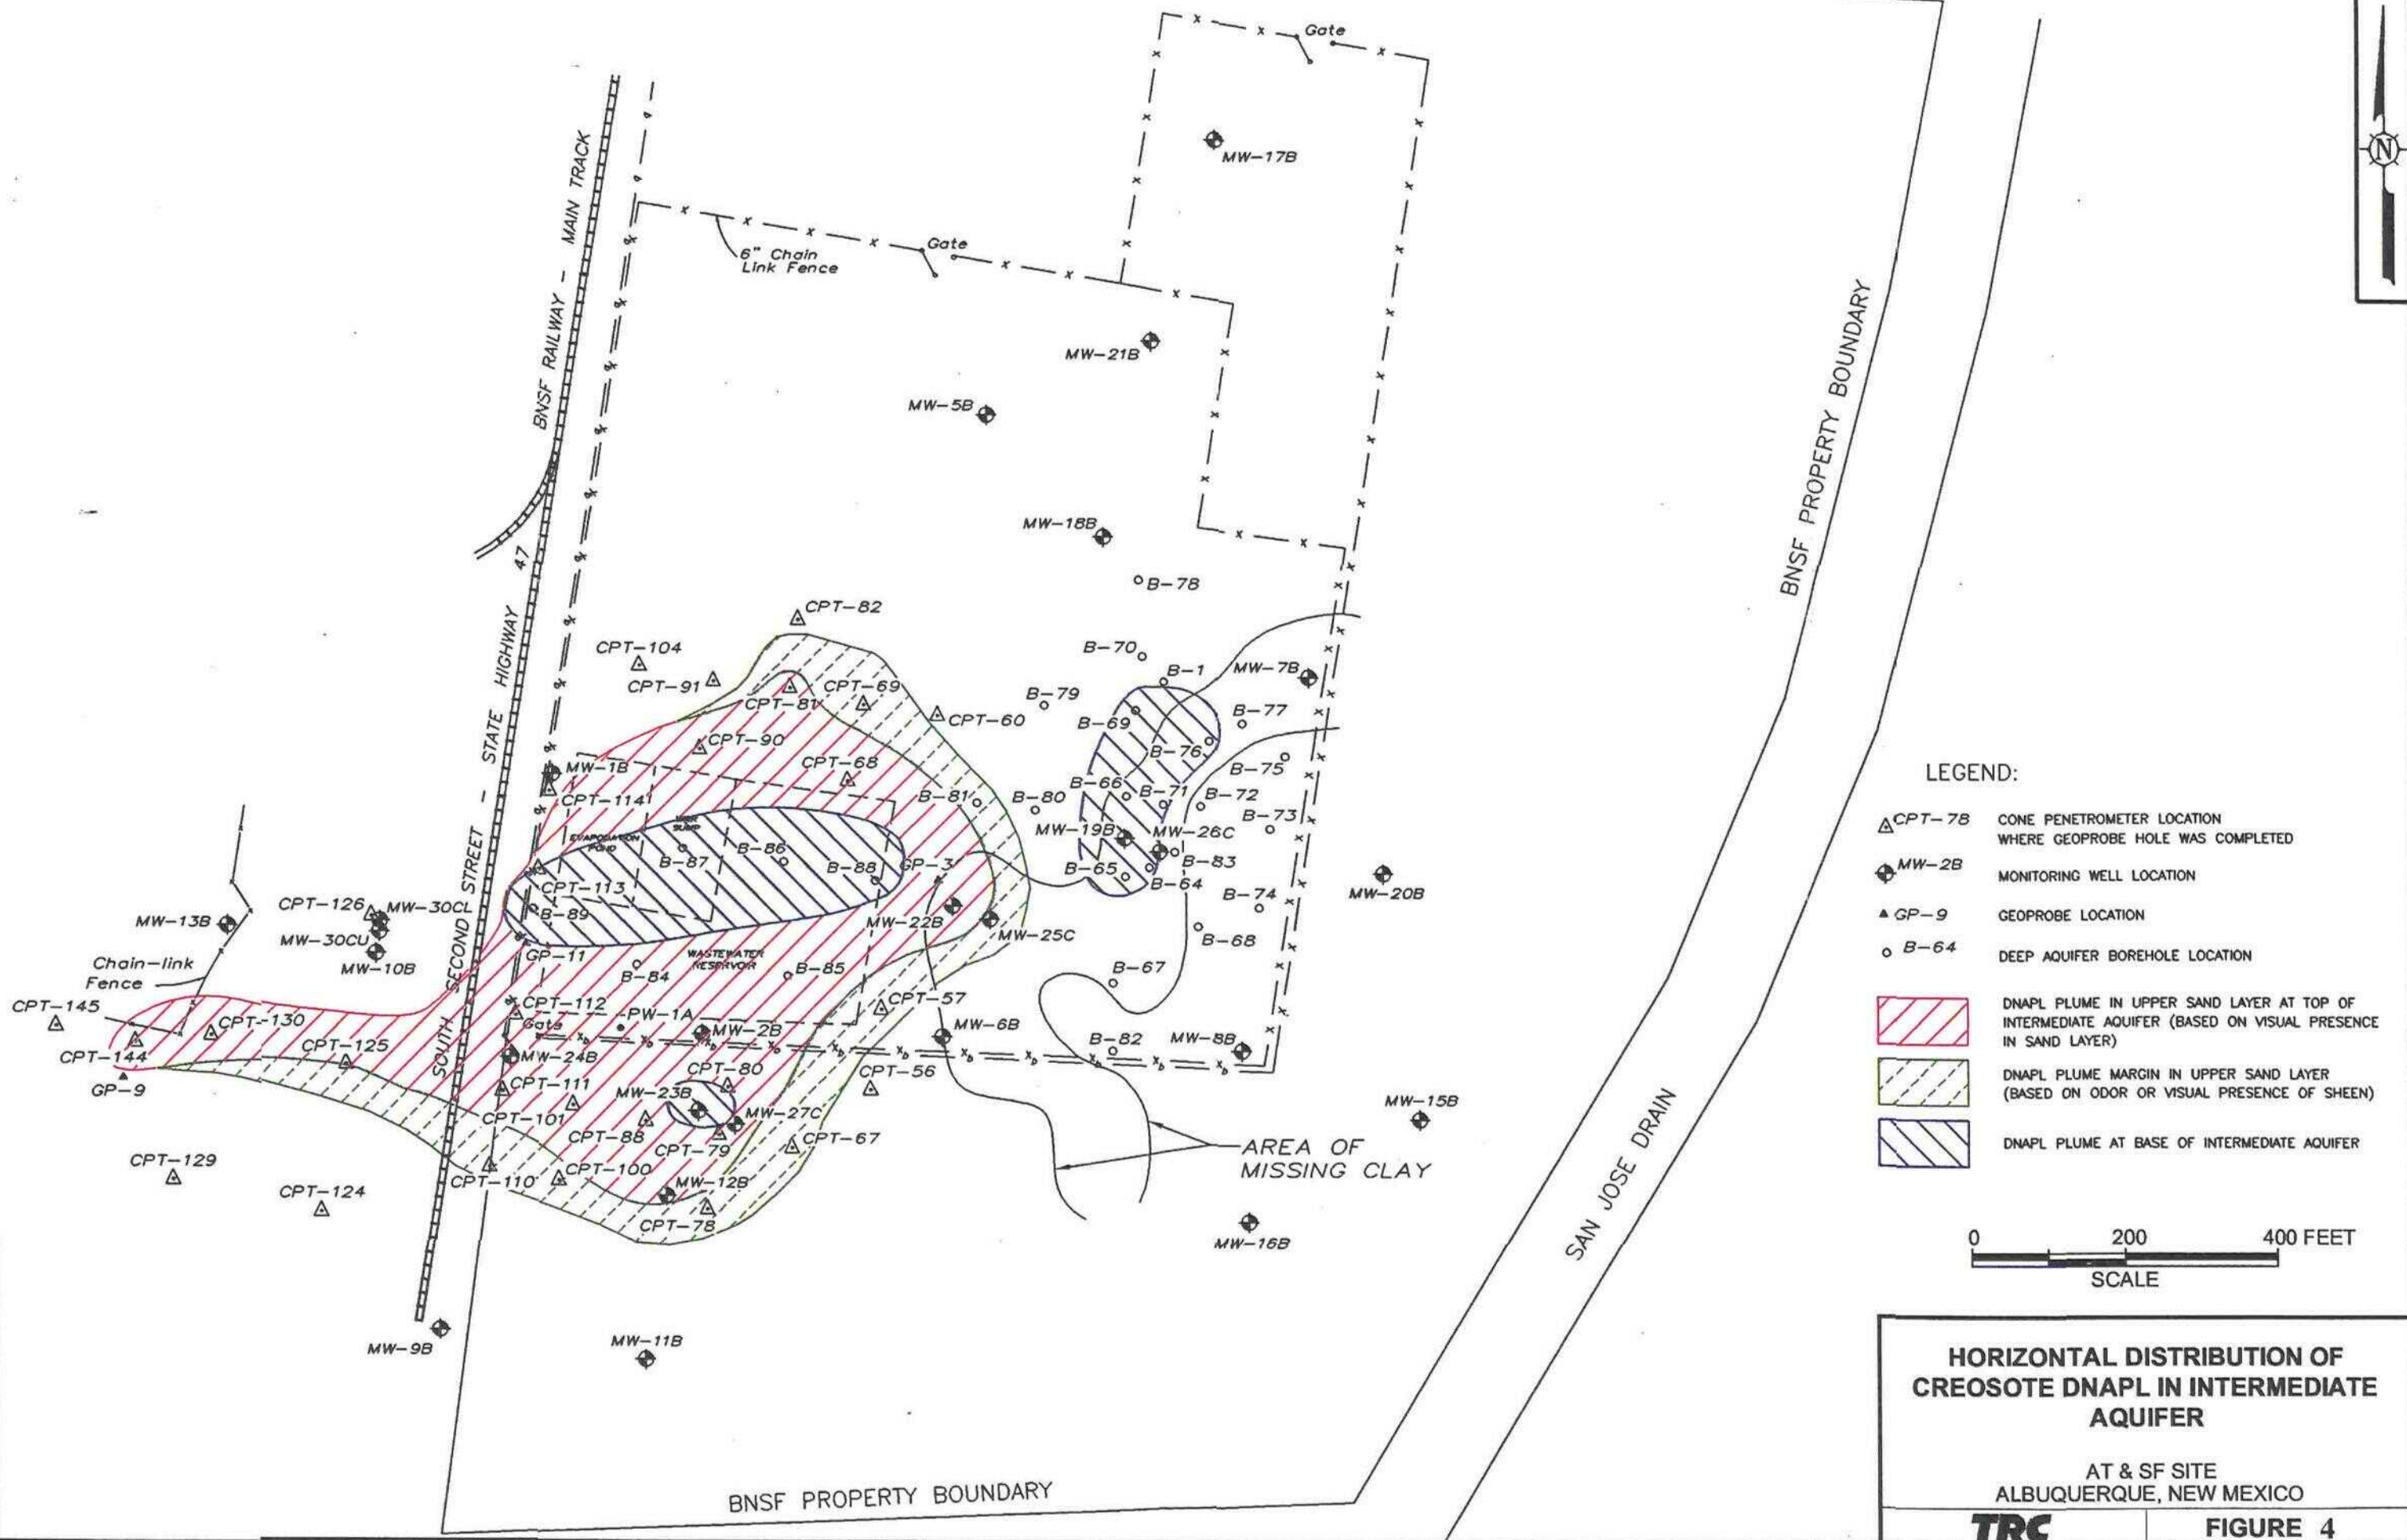 Gate
MW-17B
N
BNSF RAILWAY - MAIN TRACK
6" Chain
Link Fence
Gate
MW-21B
MW-5B
BNSF PROPERTY BOUNDARY
MW-18B
B-78
SOUTH SECOND STREET - STATE HIGHWAY 47
CPT-82
CPT-104
CPT-91
CPT-81
CPT-69
CPT-60
B-70
B-1
MW-7B
B-79
B-69
B-77
B-76
CPT-90
CPT-68
MW-1B
CPT-114
B-81
B-80
B-66
B-71
B-72
B-75
B-73
MW-19B
MW-26C
EVAPORATION
POND
B-87
B-86
B-88
GP-3
B-65
B-83
B-64
CPT-113
B-89
MW-20B
B-74
CPT-126
MW-30CL
MW-13B
MW-30CU
MW-10B
MW-22B
MW-25C
B-68
GP-11
WASTEWATER
RESERVOIR
B-84
B-85
B-67
Chain-link
Fence
CPT-145
CPT-130
CPT-112
Gate
PW-1A
MW-2B
CPT-57
MW-6B
B-82
MW-8B
CPT-144
CPT-125
MW-24B
GP-9
CPT-111
CPT-80
CPT-56
MW-23B
CPT-101
MW-27C
MW-15B
CPT-88
CPT-79
CPT-67
AREA OF
MISSING CLAY
CPT-129
CPT-100
CPT-110
MW-12B
CPT-124
CPT-78
MW-16B
SAN JOSE DRAIN
MW-9B
MW-11B
BNSF PROPERTY BOUNDARY
LEGEND:
CPT-78 CONE PENETROMETER LOCATION
WHERE GEOPROBE HOLE WAS COMPLETED
MW-2B MONITORING WELL LOCATION
GP-9 GEOPROBE LOCATION
B-64 DEEP AQUIFER BOREHOLE LOCATION
DNAPL PLUME IN UPPER SAND LAYER AT TOP OF
INTERMEDIATE AQUIFER (BASED ON VISUAL PRESENCE
IN SAND LAYER)
DNAPL PLUME MARGIN IN UPPER SAND LAYER
(BASED ON ODOR OR VISUAL PRESENCE OF SHEEN)
DNAPL PLUME AT BASE OF INTERMEDIATE AQUIFER
0 200 400 FEET
SCALE
HORIZONTAL DISTRIBUTION OF
CREOSOTE DNAPL IN INTERMEDIATE
AQUIFER
AT & SF SITE
ALBUQUERQUE, NEW MEXICO
TRC FIGURE 4